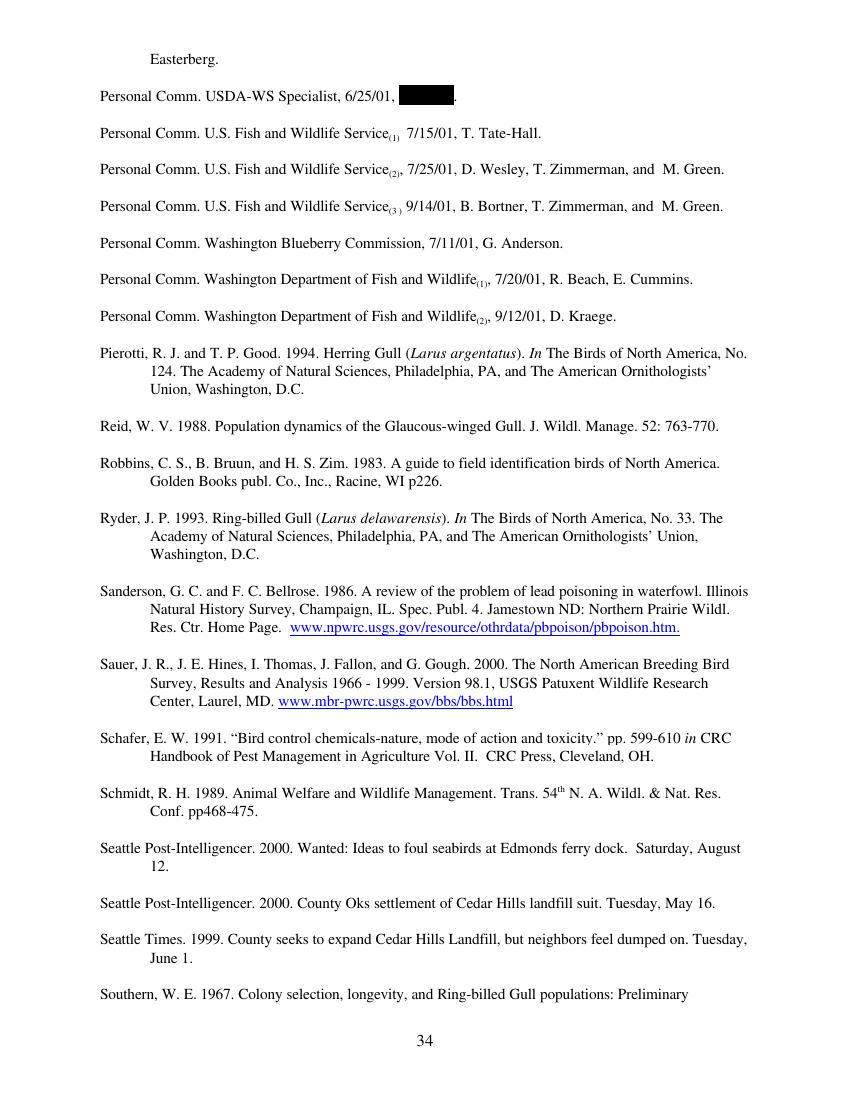 Easterberg.
Personal Comm. USDA-WS Specialist, 6/25/01, .
Personal Comm. U.S. Fish and Wildlife Service(1) 7/15/01, T. Tate-Hall.
Personal Comm. U.S. Fish and Wildlife Service(2), 7/25/01, D. Wesley, T. Zimmerman, and M. Green.
Personal Comm. U.S. Fish and Wildlife Service(3 ) 9/14/01, B. Bortner, T. Zimmerman, and M. Green.
Personal Comm. Washington Blueberry Commission, 7/11/01, G. Anderson.
Personal Comm. Washington Department of Fish and Wildlife(1), 7/20/01, R. Beach, E. Cummins.
Personal Comm. Washington Department of Fish and Wildlife(2), 9/12/01, D. Kraege.
Pierotti, R. J. and T. P. Good. 1994. Herring Gull (Larus argentatus). In The Birds of North America, No.
124. The Academy of Natural Sciences, Philadelphia, PA, and The American Ornithologists’
Union, Washington, D.C.
Reid, W. V. 1988. Population dynamics of the Glaucous-winged Gull. J. Wildl. Manage. 52: 763-770.
Robbins, C. S., B. Bruun, and H. S. Zim. 1983. A guide to field identification birds of North America.
Golden Books publ. Co., Inc., Racine, WI p226.
Ryder, J. P. 1993. Ring-billed Gull (Larus delawarensis). In The Birds of North America, No. 33. The
Academy of Natural Sciences, Philadelphia, PA, and The American Ornithologists’ Union,
Washington, D.C.
Sanderson, G. C. and F. C. Bellrose. 1986. A review of the problem of lead poisoning in waterfowl. Illinois
Natural History Survey, Champaign, IL. Spec. Publ. 4. Jamestown ND: Northern Prairie Wildl.
Res. Ctr. Home Page. www.npwrc.usgs.gov/resource/othrdata/pbpoison/pbpoison.htm.
Sauer, J. R., J. E. Hines, I. Thomas, J. Fallon, and G. Gough. 2000. The North American Breeding Bird
Survey, Results and Analysis 1966 - 1999. Version 98.1, USGS Patuxent Wildlife Research
Center, Laurel, MD. www.mbr-pwrc.usgs.gov/bbs/bbs.html
Schafer, E. W. 1991. “Bird control chemicals-nature, mode of action and toxicity.” pp. 599-610 in CRC
Handbook of Pest Management in Agriculture Vol. II. CRC Press, Cleveland, OH.
Schmidt, R. H. 1989. Animal Welfare and Wildlife Management. Trans. 54th N. A. Wildl. & Nat. Res.
Conf. pp468-475.
Seattle Post-Intelligencer. 2000. Wanted: Ideas to foul seabirds at Edmonds ferry dock. Saturday, August
12.
Seattle Post-Intelligencer. 2000. County Oks settlement of Cedar Hills landfill suit. Tuesday, May 16.
Seattle Times. 1999. County seeks to expand Cedar Hills Landfill, but neighbors feel dumped on. Tuesday,
June 1.
Southern, W. E. 1967. Colony selection, longevity, and Ring-billed Gull populations: Preliminary
34